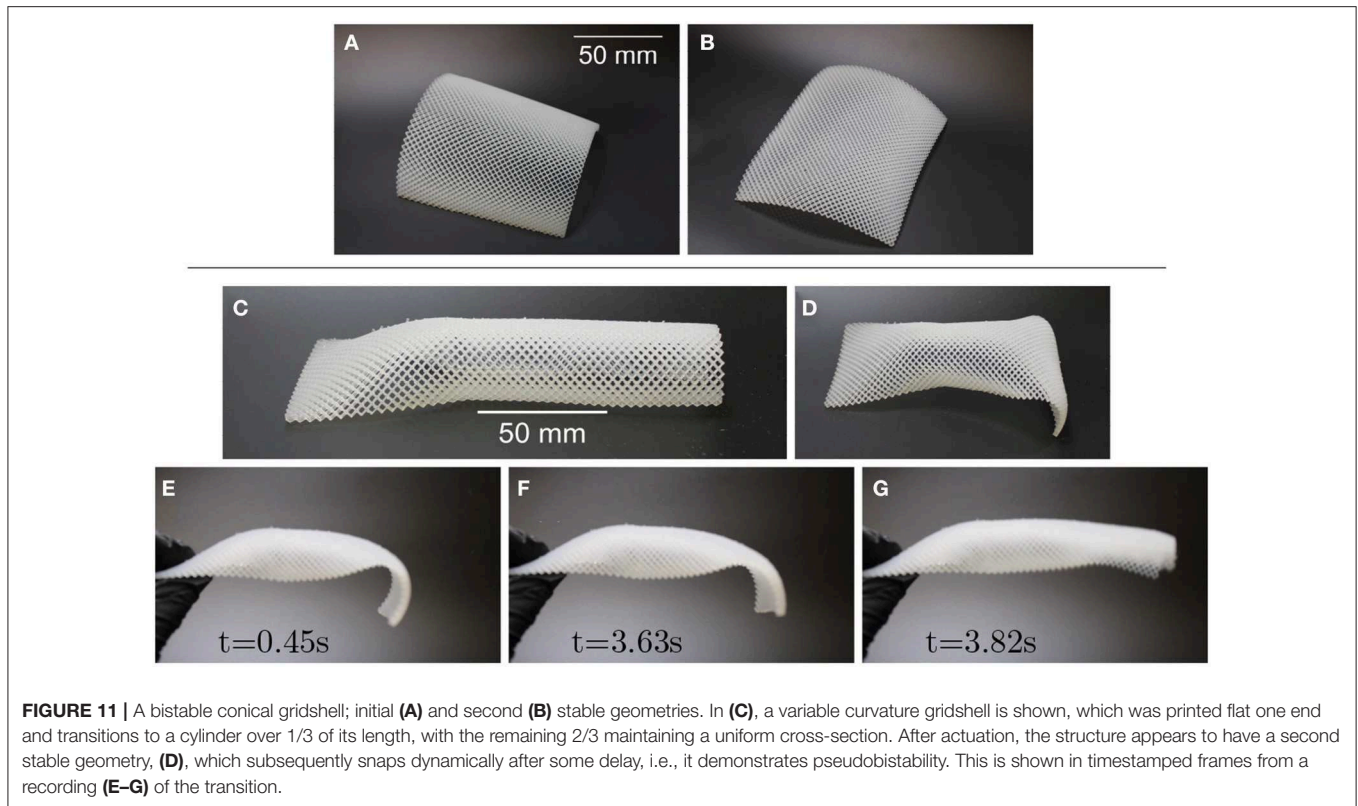 A
50 mm
B
C
50 mm
D
E
t=0.45s
F
t=3.63s
G
t=3.82s
FIGURE 11 | A bistable conical gridshell; initial (A) and second (B) stable geometries. In (C), a variable curvature gridshell is shown, which was printed flat one end
and transitions to a cylinder over 1/3 of its length, with the remaining 2/3 maintaining a uniform cross-section. After actuation, the structure appears to have a second
stable geometry, (D), which subsequently snaps dynamically after some delay, i.e., it demonstrates pseudobistability. This is shown in timestamped frames from a
recording (E–G) of the transition.